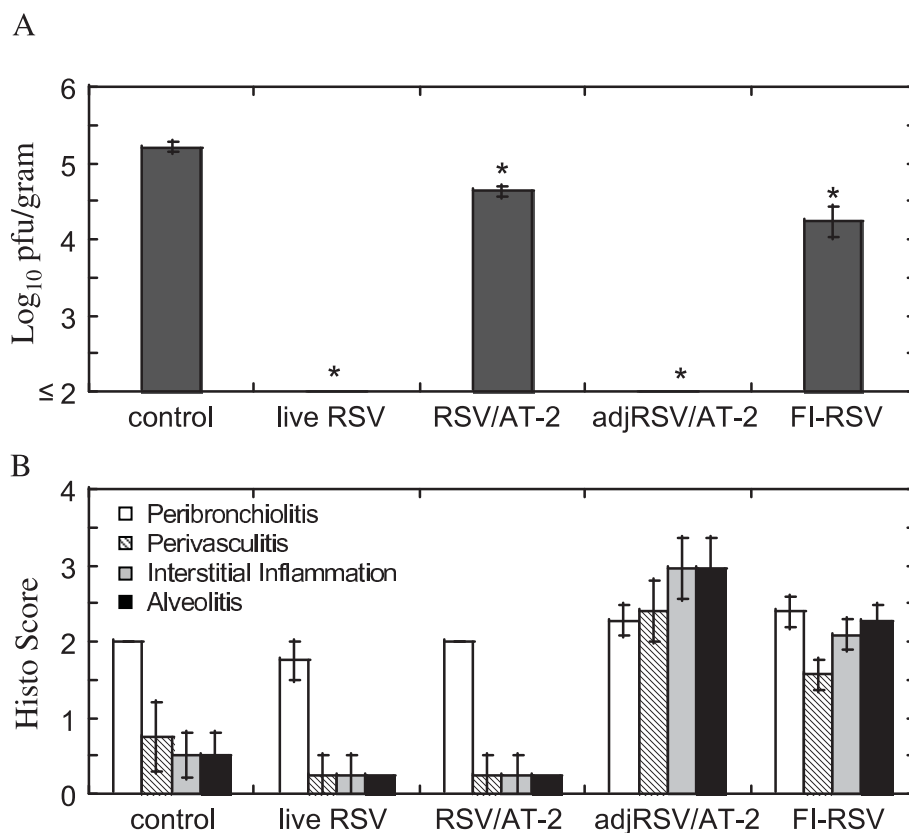 A
Log10 pfu/gram
6
5
4
3
≤ 2
*
*
*
*
control live RSV RSV/AT-2 adjRSV/AT-2 FI-RSV
B
Histo Score
4
3
2
1
0
Peribronchiolitis
Perivasculitis
Interstitial Inflammation
Alveolitis
control live RSV RSV/AT-2 adjRSV/AT-2 FI-RSV